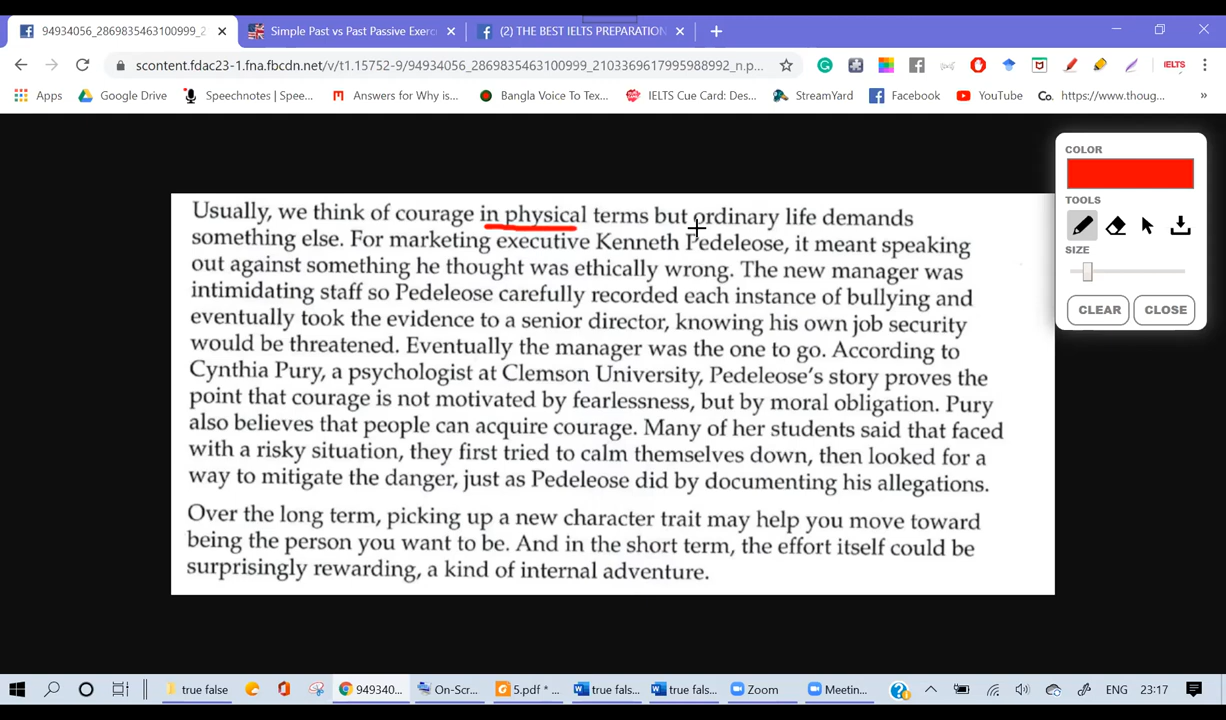 94934056_2869835463100999_2
Simple Past vs Past Passive Exerc
(2) THE BEST IELTS PREPARATION
scontent.fdac23-1.fna.fbcdn.net/v/t1.15752-9/94934056_2869835463100999_2103369617995988992_n.p...
IELTS
Apps
Google Drive
Speechnotes | Spee...
Answers for Why is...
Bangla Voice To Tex...
IELTS Cue Card: Des...
StreamYard
Facebook
YouTube
Co. https://www.thoug...
»
COLOR
TOOLS
SIZE
CLEAR
CLOSE
Usually, we think of courage in physical terms but ordinary life demands
something else. For marketing executive Kenneth Pedeleose, it meant speaking
out against something he thought was ethically wrong. The new manager was
intimidating staff so Pedeleose carefully recorded each instance of bullying and
eventually took the evidence to a senior director, knowing his own job security
would be threatened. Eventually the manager was the one to go. According to
Cynthia Pury, a psychologist at Clemson University, Pedeleose's story proves the
point that courage is not motivated by fearlessness, but by moral obligation. Pury
also believes that people can acquire courage. Many of her students said that faced
with a risky situation, they first tried to calm themselves down, then looked for a
way to mitigate the danger, just as Pedeleose did by documenting his allegations.
Over the long term, picking up a new character trait may help you move toward
being the person you want to be. And in the short term, the effort itself could be
surprisingly rewarding, a kind of internal adventure.
true false
949340...
On-Scr...
5.pdf * ...
true fals...
true fals...
Zoom
Meetin...
ENG
23:17